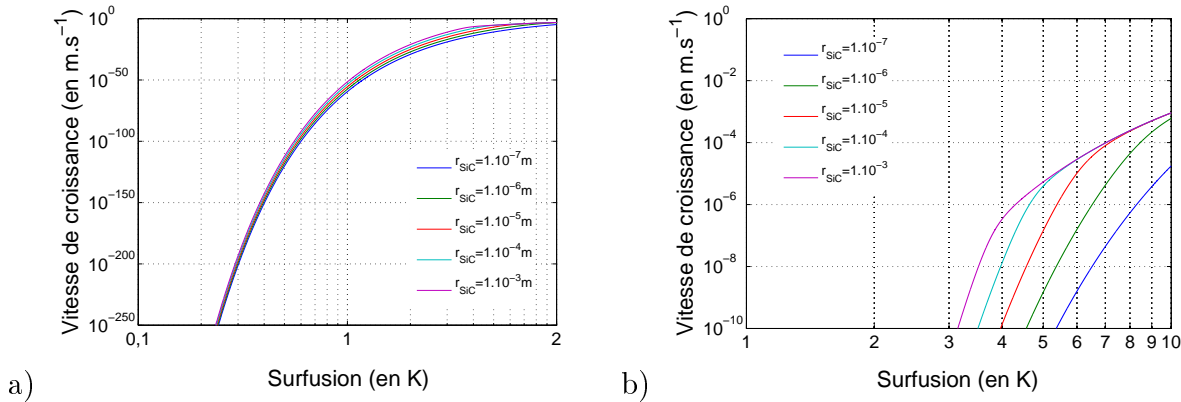 Vitesse de croissance (en m.s⁻¹)
10⁰
10⁻⁵⁰
10⁻¹⁰⁰
10⁻¹⁵⁰
10⁻²⁰⁰
10⁻²⁵⁰
r_SiC=1.10⁻⁷m
r_SiC=1.10⁻⁶m
r_SiC=1.10⁻⁵m
r_SiC=1.10⁻⁴m
r_SiC=1.10⁻³m
0,1 1 2
Surfusion (en K)
a)
Vitesse de croissance (en m.s⁻¹)
10⁰
10⁻²
10⁻⁴
10⁻⁶
10⁻⁸
10⁻¹⁰
r_SiC=1.10⁻⁷
r_SiC=1.10⁻⁶
r_SiC=1.10⁻⁵
r_SiC=1.10⁻⁴
r_SiC=1.10⁻³
1 2 3 4 5 6 7 8 9 10
Surfusion (en K)
b)